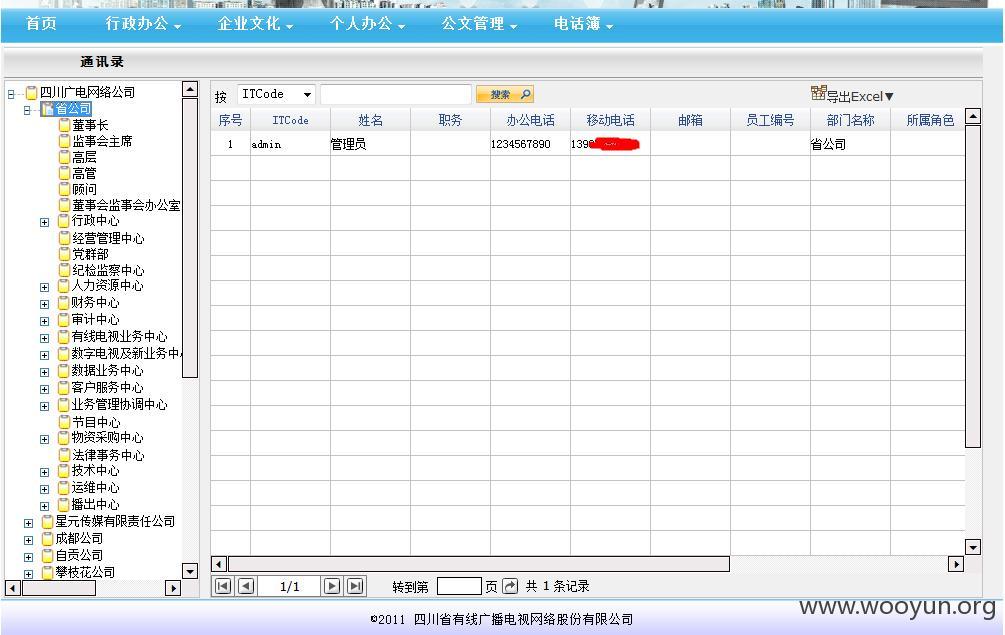 首页 行政办公 企业文化 个人办公 公文管理 电话簿
通讯录
四川广电网络公司
省公司
董事长
监事会主席
高层
高管
顾问
董事会监事会办公室
行政中心
经营管理中心
党群部
纪检监察中心
人力资源中心
财务中心
审计中心
有线电视业务中心
数字电视及新业务中
数据业务中心
客户服务中心
业务管理协调中心
节目中心
物资采购中心
法律事务中心
技术中心
运维中心
播出中心
星元传媒有限责任公司
成都公司
自贡公司
攀枝花公司
按 ITCode 搜索 导出Excel▼
序号 ITCode 姓名 职务 办公电话 移动电话 邮箱 员工编号 部门名称 所属角色
1 admin 管理员 1234567890 139 省公司
1/1 转到第 页 共 1 条记录
©2011 四川省有线广播电视网络股份有限公司
www.wooyun.org